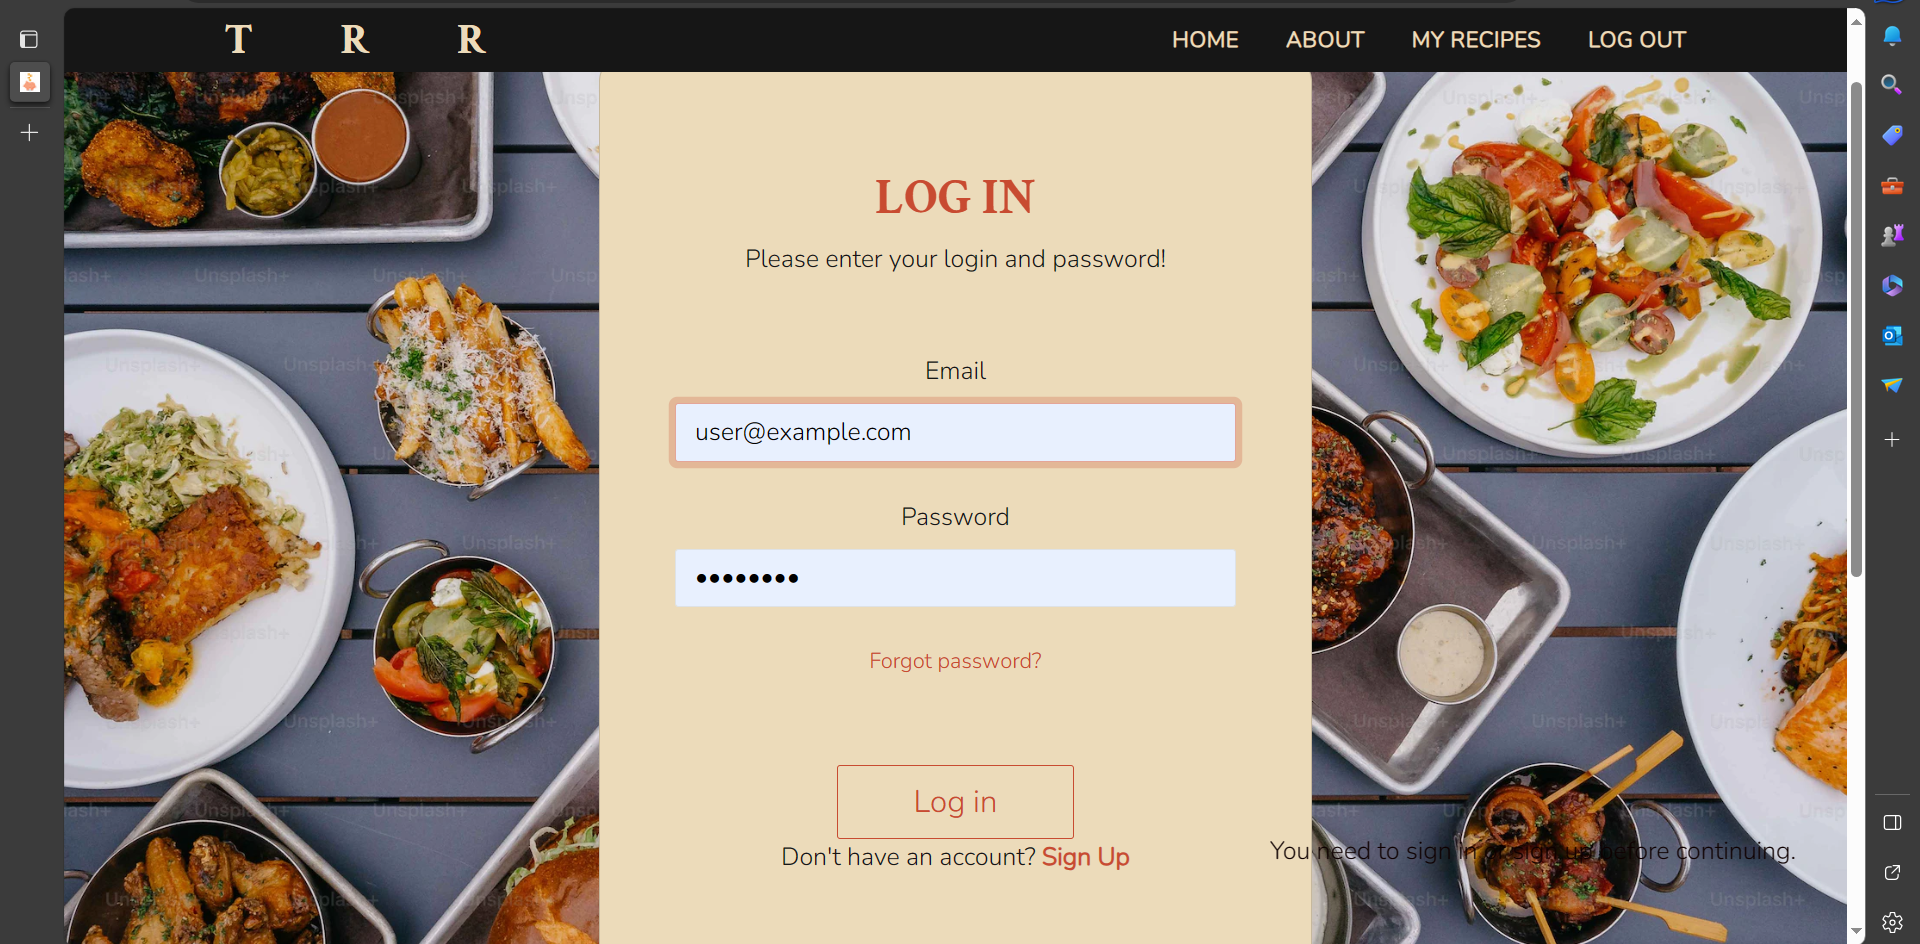 T R R
HOME ABOUT MY RECIPES LOG OUT
LOG IN
Please enter your login and password!
Email
user@example.com
Password
••••••••
Forgot password?
Log in
Don't have an account? Sign Up
You need to sign in or sign up before continuing.
Unsplash+